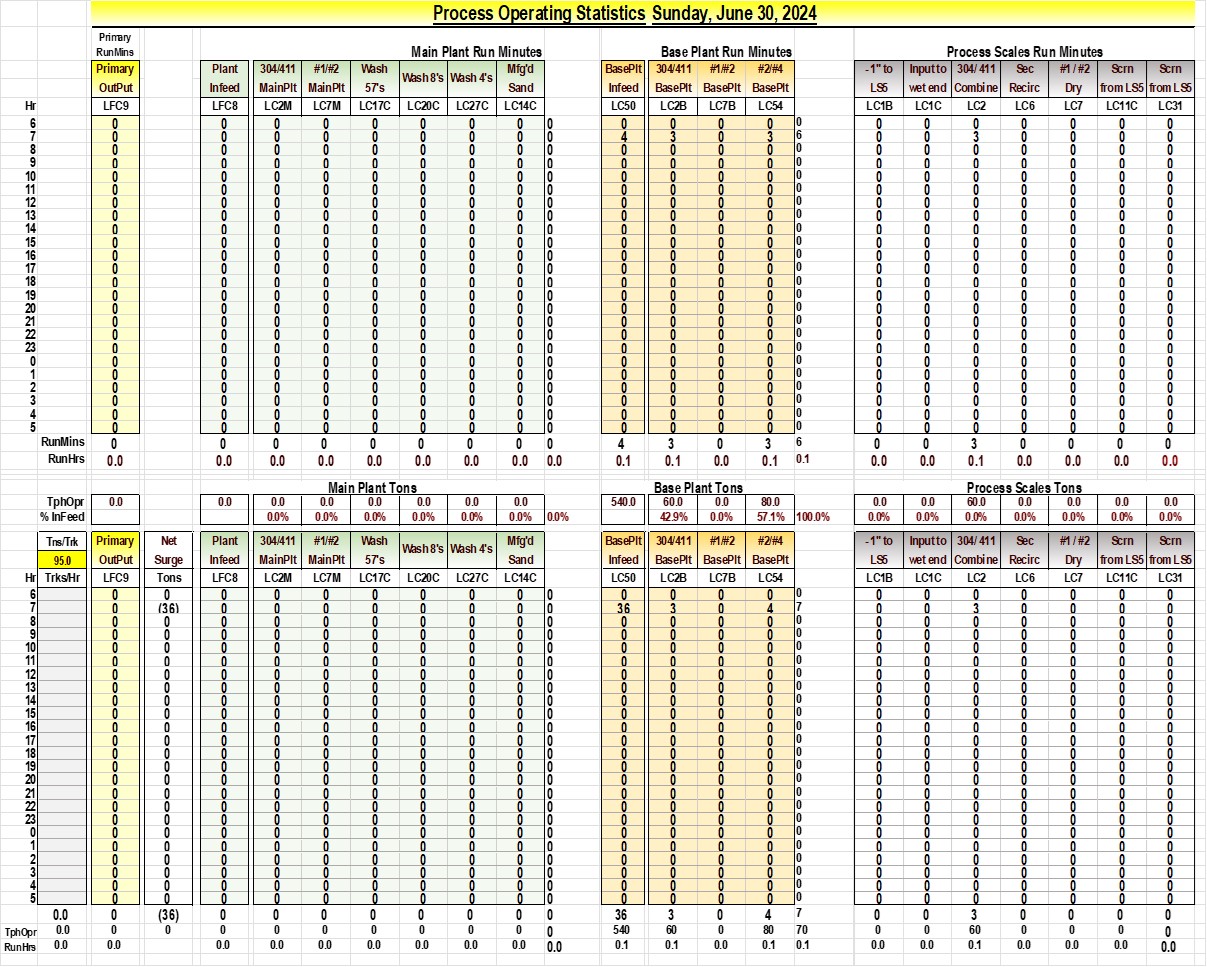 Process Operating Statistics Sunday, June 30, 2024
Primary
RunMins Main Plant Run Minutes Base Plant Run Minutes Process Scales Run Minutes
Primary Plant 304/411 #1/#2 Wash Wash 8's Wash 4's Mfg'd BasePlt 304/411 #1/#2 #2/#4 -1" to Input to 304/ 411 Sec #1 / #2 Scrn Scrn
OutPut Infeed MainPlt MainPlt 57's Sand Infeed BasePlt BasePlt BasePlt LS5 wet end Combine Recirc Dry from LS5 from LS5
Hr LFC9 LFC8 LC2M LC7M LC17C LC20C LC27C LC14C LC50 LC2B LC7B LC54 LC1B LC1C LC2 LC6 LC7 LC11C LC31
6 0 0 0 0 0 0 0 0 0 0 0 0 0 0 0 0 0 0 0 0 0
7 0 0 0 0 0 0 0 0 0 4 3 0 3 6 0 0 3 0 0 0 0
8 0 0 0 0 0 0 0 0 0 0 0 0 0 0 0 0 0 0 0 0 0
9 0 0 0 0 0 0 0 0 0 0 0 0 0 0 0 0 0 0 0 0 0
10 0 0 0 0 0 0 0 0 0 0 0 0 0 0 0 0 0 0 0 0 0
11 0 0 0 0 0 0 0 0 0 0 0 0 0 0 0 0 0 0 0 0 0
12 0 0 0 0 0 0 0 0 0 0 0 0 0 0 0 0 0 0 0 0 0
13 0 0 0 0 0 0 0 0 0 0 0 0 0 0 0 0 0 0 0 0 0
14 0 0 0 0 0 0 0 0 0 0 0 0 0 0 0 0 0 0 0 0 0
15 0 0 0 0 0 0 0 0 0 0 0 0 0 0 0 0 0 0 0 0 0
16 0 0 0 0 0 0 0 0 0 0 0 0 0 0 0 0 0 0 0 0 0
17 0 0 0 0 0 0 0 0 0 0 0 0 0 0 0 0 0 0 0 0 0
18 0 0 0 0 0 0 0 0 0 0 0 0 0 0 0 0 0 0 0 0 0
19 0 0 0 0 0 0 0 0 0 0 0 0 0 0 0 0 0 0 0 0 0
20 0 0 0 0 0 0 0 0 0 0 0 0 0 0 0 0 0 0 0 0 0
21 0 0 0 0 0 0 0 0 0 0 0 0 0 0 0 0 0 0 0 0 0
22 0 0 0 0 0 0 0 0 0 0 0 0 0 0 0 0 0 0 0 0 0
23 0 0 0 0 0 0 0 0 0 0 0 0 0 0 0 0 0 0 0 0 0
0 0 0 0 0 0 0 0 0 0 0 0 0 0 0 0 0 0 0 0 0 0
1 0 0 0 0 0 0 0 0 0 0 0 0 0 0 0 0 0 0 0 0 0
2 0 0 0 0 0 0 0 0 0 0 0 0 0 0 0 0 0 0 0 0 0
3 0 0 0 0 0 0 0 0 0 0 0 0 0 0 0 0 0 0 0 0 0
4 0 0 0 0 0 0 0 0 0 0 0 0 0 0 0 0 0 0 0 0 0
5 0 0 0 0 0 0 0 0 0 0 0 0 0 0 0 0 0 0 0 0 0
RunMins 0 0 0 0 0 0 0 0 0 4 3 0 3 6 0 0 3 0 0 0 0
RunHrs 0.0 0.0 0.0 0.0 0.0 0.0 0.0 0.0 0.0 0.1 0.1 0.0 0.1 0.1 0.0 0.0 0.1 0.0 0.0 0.0 0.0
Main Plant Tons Base Plant Tons Process Scales Tons
TphOpr 0.0 0.0 0.0 0.0 0.0 0.0 0.0 0.0 540.0 60.0 0.0 80.0 0.0 0.0 60.0 0.0 0.0 0.0 0.0
% InFeed 0.0% 0.0% 0.0% 0.0% 0.0% 0.0% 0.0% 42.9% 0.0% 57.1% 100.0% 0.0% 0.0% 0.0% 0.0% 0.0% 0.0% 0.0%
Tns/Trk Primary Net Plant 304/411 #1/#2 Wash Wash 8's Wash 4's Mfg'd BasePlt 304/411 #1/#2 #2/#4 -1" to Input to 304/ 411 Sec #1 / #2 Scrn Scrn
95.0 OutPut Surge Infeed MainPlt MainPlt 57's Sand Infeed BasePlt BasePlt BasePlt LS5 wet end Combine Recirc Dry from LS5 from LS5
Hr Trks/Hr LFC9 Tons LFC8 LC2M LC7M LC17C LC20C LC27C LC14C LC50 LC2B LC7B LC54 LC1B LC1C LC2 LC6 LC7 LC11C LC31
6 0 0 0 0 0 0 0 0 0 0 0 0 0 0 0 0 0 0 0 0 0 0
7 0 (36) 0 0 0 0 0 0 0 0 36 3 0 4 7 0 0 3 0 0 0 0
8 0 0 0 0 0 0 0 0 0 0 0 0 0 0 0 0 0 0 0 0 0 0
9 0 0 0 0 0 0 0 0 0 0 0 0 0 0 0 0 0 0 0 0 0 0
10 0 0 0 0 0 0 0 0 0 0 0 0 0 0 0 0 0 0 0 0 0 0
11 0 0 0 0 0 0 0 0 0 0 0 0 0 0 0 0 0 0 0 0 0 0
12 0 0 0 0 0 0 0 0 0 0 0 0 0 0 0 0 0 0 0 0 0 0
13 0 0 0 0 0 0 0 0 0 0 0 0 0 0 0 0 0 0 0 0 0 0
14 0 0 0 0 0 0 0 0 0 0 0 0 0 0 0 0 0 0 0 0 0 0
15 0 0 0 0 0 0 0 0 0 0 0 0 0 0 0 0 0 0 0 0 0 0
16 0 0 0 0 0 0 0 0 0 0 0 0 0 0 0 0 0 0 0 0 0 0
17 0 0 0 0 0 0 0 0 0 0 0 0 0 0 0 0 0 0 0 0 0 0
18 0 0 0 0 0 0 0 0 0 0 0 0 0 0 0 0 0 0 0 0 0 0
19 0 0 0 0 0 0 0 0 0 0 0 0 0 0 0 0 0 0 0 0 0 0
20 0 0 0 0 0 0 0 0 0 0 0 0 0 0 0 0 0 0 0 0 0 0
21 0 0 0 0 0 0 0 0 0 0 0 0 0 0 0 0 0 0 0 0 0 0
22 0 0 0 0 0 0 0 0 0 0 0 0 0 0 0 0 0 0 0 0 0 0
23 0 0 0 0 0 0 0 0 0 0 0 0 0 0 0 0 0 0 0 0 0 0
0 0 0 0 0 0 0 0 0 0 0 0 0 0 0 0 0 0 0 0 0 0 0
1 0 0 0 0 0 0 0 0 0 0 0 0 0 0 0 0 0 0 0 0 0 0
2 0 0 0 0 0 0 0 0 0 0 0 0 0 0 0 0 0 0 0 0 0 0
3 0 0 0 0 0 0 0 0 0 0 0 0 0 0 0 0 0 0 0 0 0 0
4 0 0 0 0 0 0 0 0 0 0 0 0 0 0 0 0 0 0 0 0 0 0
5 0 0 0 0 0 0 0 0 0 0 0 0 0 0 0 0 0 0 0 0 0 0
0.0 0 (36) 0 0 0 0 0 0 0 0 36 3 0 4 7 0 0 3 0 0 0 0
TphOpr 0.0 0 0 0 0 0 0 0 0 0 0 540 60 0 80 70 0 0 60 0 0 0 0
RunHrs 0.0 0.0 0.0 0.0 0.0 0.0 0.0 0.0 0.0 0.0 0.1 0.1 0.0 0.1 0.1 0.0 0.0 0.1 0.0 0.0 0.0 0.0